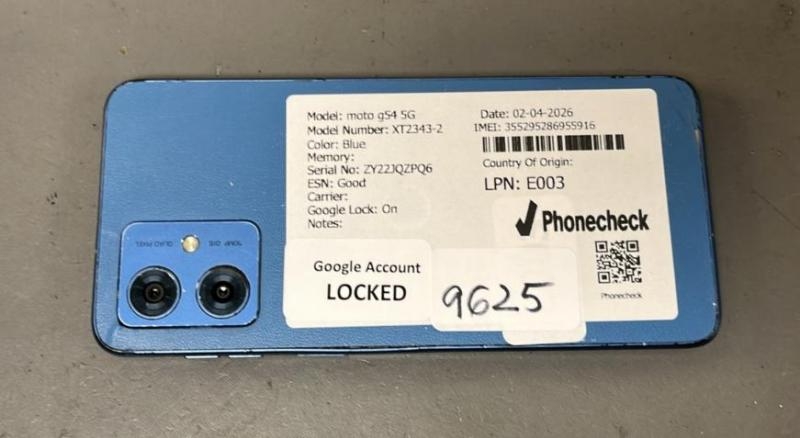 Model: moto g54 5G
Model Number: XT2343-2
Color: Blue
Memory:
Serial No: ZY22JQZPQ6
ESN: Good
Carrier:
Google Lock: On
Notes:
Date: 02-04-2026
IMEI: 355295286955916
Country Of Origin:
LPN: E003
Phonecheck
Phonecheck
Google Account
LOCKED
9625
50MP OIS QUAD PIXEL